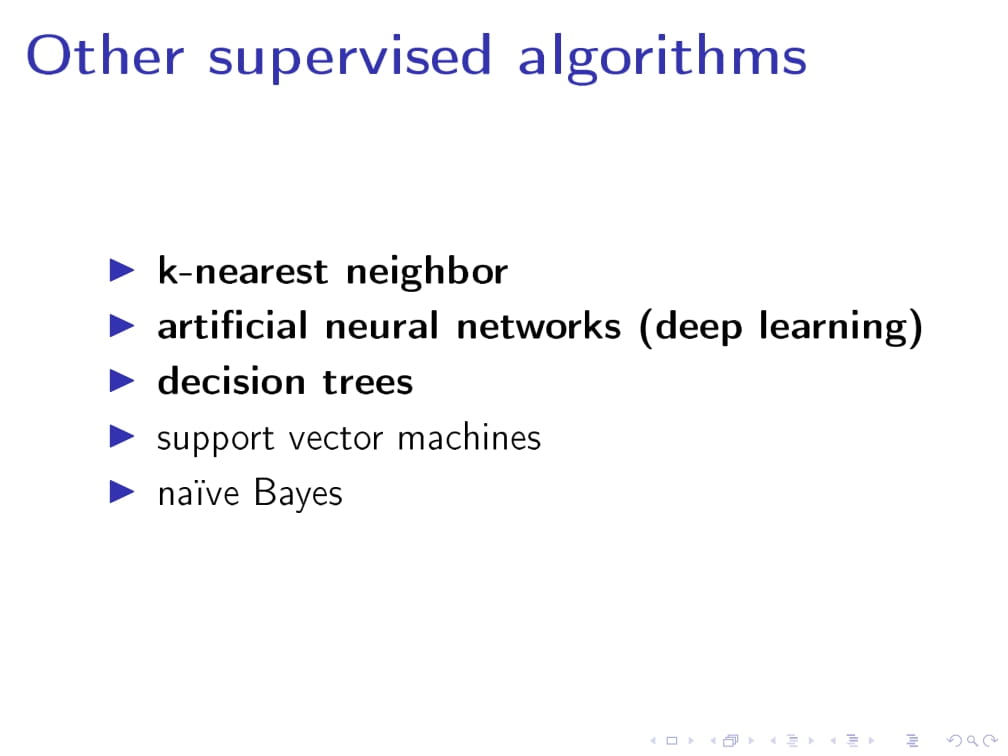 Other supervised algorithms
k-nearest neighbor
artificial neural networks (deep learning)
decision trees
support vector machines
naïve Bayes